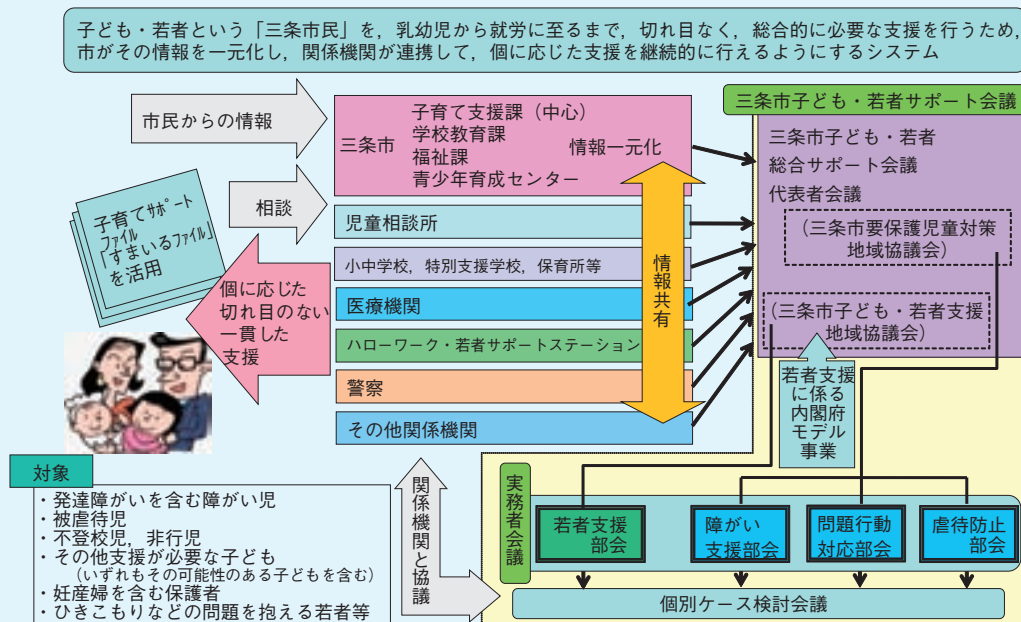 子ども・若者という「三条市民」を，乳幼児から就労に至るまで，切れ目なく，総合的に必要な支援を行うため，
市がその情報を一元化し，関係機関が連携して，個に応じた支援を継続的に行えるようにするシステム
市民からの情報
相談
子育てサポート
ファイル
「すまいるファイル」
を活用
個に応じた
切れ目のない
一貫した
支援
三条市
子育て支援課（中心）
学校教育課
福祉課
青少年育成センター
情報一元化
児童相談所
小中学校，特別支援学校，保育所等
医療機関
ハローワーク・若者サポートステーション
警察
その他関係機関
情報共有
三条市子ども・若者サポート会議
三条市子ども・若者
総合サポート会議
代表者会議
（三条市要保護児童対策
地域協議会）
（三条市子ども・若者支援
地域協議会）
若者支援
に係る
内閣府
モデル
事業
対象
・発達障がいを含む障がい児
・被虐待児
・不登校児，非行児
・その他支援が必要な子ども
（いずれもその可能性のある子どもを含む）
・妊産婦を含む保護者
・ひきこもりなどの問題を抱える若者等
関係機関と協議
実務者会議
若者支援
部会
障がい
支援部会
問題行動
対応部会
虐待防止
部会
個別ケース検討会議